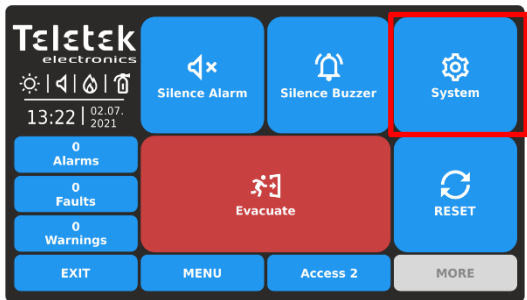 Teletek
electronics
13:22
02.07.
2021
Silence Alarm
Silence Buzzer
System
0
Alarms
0
Faults
0
Warnings
Evacuate
RESET
EXIT
MENU
Access 2
MORE